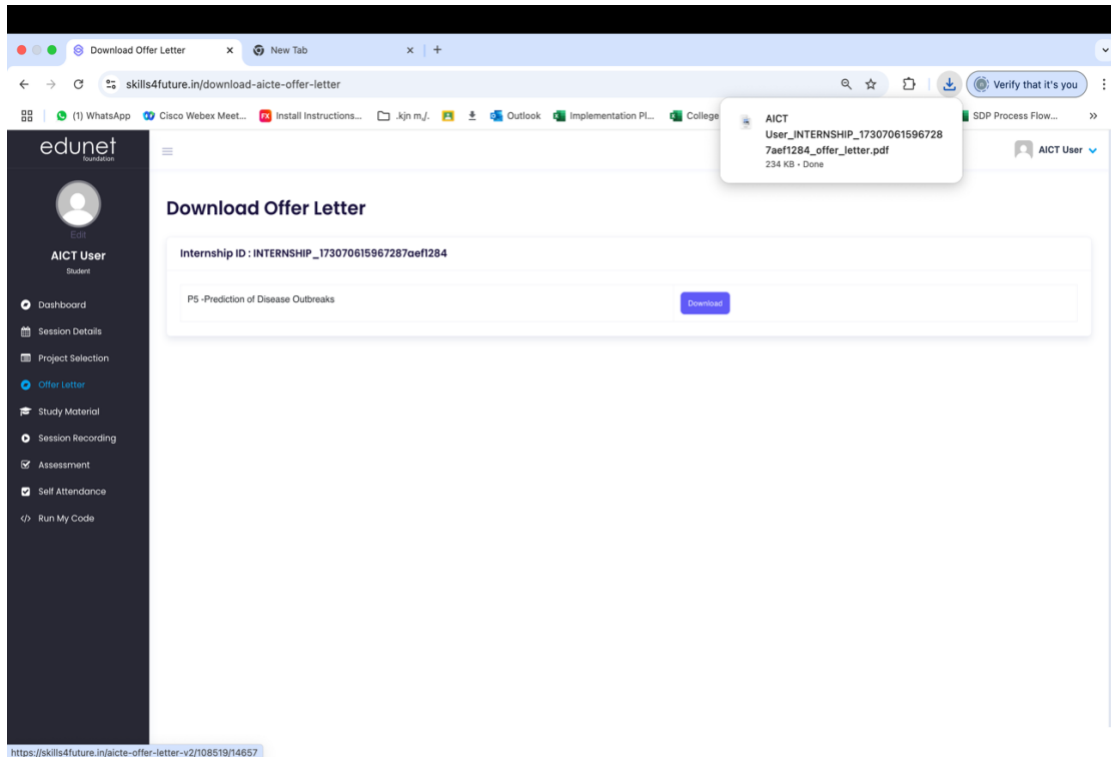 Download Offer Letter
New Tab
skills4future.in/download-aicte-offer-letter
Verify that it's you
(1) WhatsApp
Cisco Webex Meet...
Install Instructions...
.kjn m,/.
Outlook
Implementation Pl...
College
SDP Process Flow...
AICT
User_INTERNSHIP_17307061596728
7aef1284_offer_letter.pdf
234 KB • Done
edunet
foundation
AICT User
Edit
AICT User
Student
Dashboard
Session Details
Project Selection
Offer Letter
Study Material
Session Recording
Assessment
Self Attendance
</> Run My Code
Download Offer Letter
Internship ID : INTERNSHIP_173070615967287aef1284
P5 -Prediction of Disease Outbreaks
Download
https://skills4future.in/aicte-offer-letter-v2/108519/14657